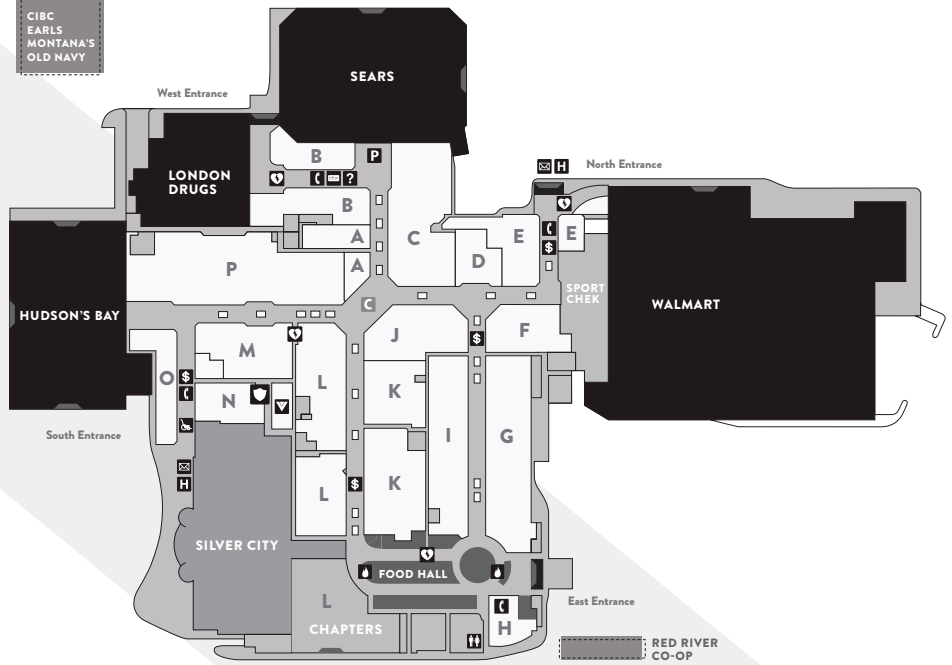 CIBC
EARLS
MONTANA'S
OLD NAVY
SEARS
West Entrance
B
P
LONDON
DRUGS
?
H
North Entrance
B
A
C
E
E
$
P
A
D
SPORT
CHEK
HUDSON'S BAY
C
WALMART
J
$
F
M
O
$
L
K
N
South Entrance
I
G
H
L
$
K
SILVER CITY
FOOD HALL
L
East Entrance
CHAPTERS
H
RED RIVER
CO-OP